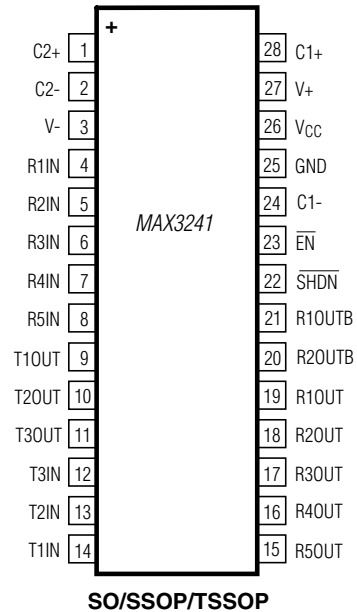 +
C2+ 1 28 C1+
C2- 2 27 V+
V- 3 26 VCC
R1IN 4 25 GND
R2IN 5 24 C1-
MAX3241
R3IN 6 23 EN
R4IN 7 22 SHDN
R5IN 8 21 R1OUTB
T1OUT 9 20 R2OUTB
T2OUT 10 19 R1OUT
T3OUT 11 18 R2OUT
T3IN 12 17 R3OUT
T2IN 13 16 R4OUT
T1IN 14 15 R5OUT
SO/SSOP/TSSOP